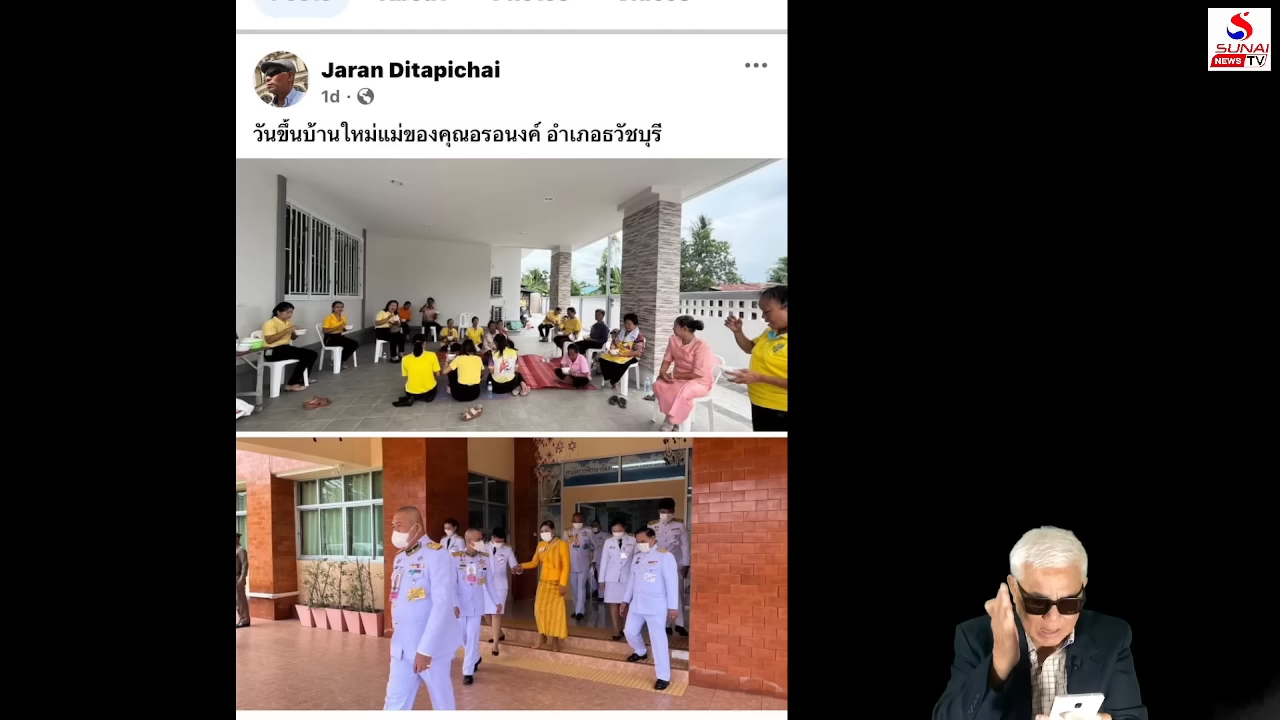 Jaran Ditapichai
1d ·
วันขึ้นบ้านใหม่แม่ของคุณอรอนงค์ อำเภอธวัชบุรี
SUNAI
NEWS TV